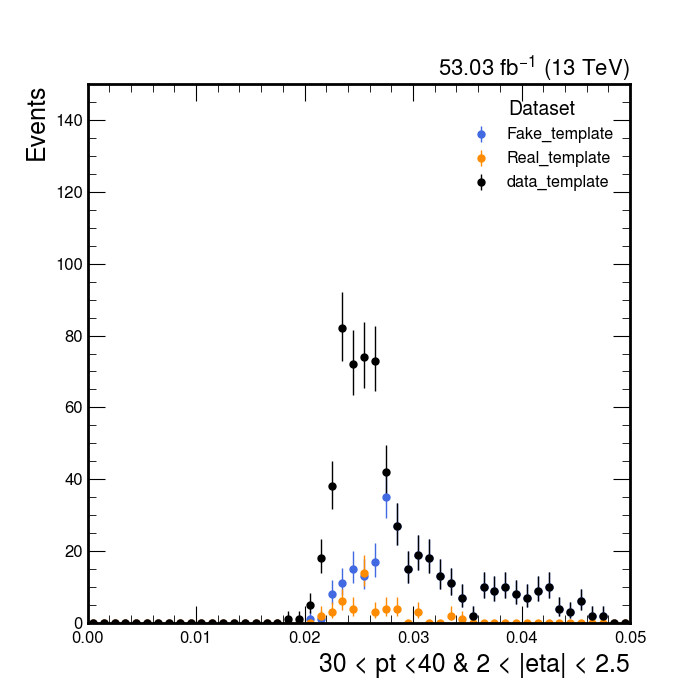 53.03 fb⁻¹ (13 TeV)
Events
Dataset
Fake_template
Real_template
data_template
140
120
100
80
60
40
20
0
0.00 0.01 0.02 0.03 0.04 0.05
30 < pt <40 & 2 < |eta| < 2.5